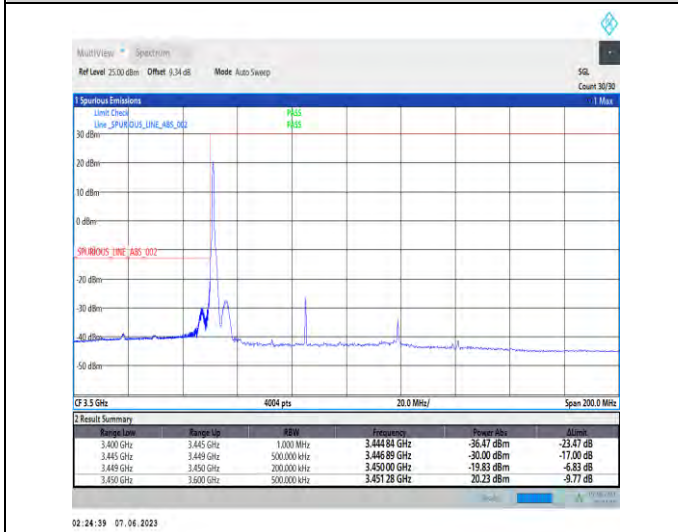 MultiView Spectrum
Ref Level 25.00 dBm Offset 9.34 dB Mode Auto Sweep SGL
Count 30/30
1 Spurious Emissions 1 Max
Limit Check PASS
Line _SPURIOUS_LINE_ABS_002 PASS
30 dBm
20 dBm
10 dBm
0 dBm
_SPURIOUS_LINE_ABS_002
-20 dBm
-30 dBm
-40 dBm
-50 dBm
CF 3.5 GHz 4004 pts 20.0 MHz/ Span 200.0 MHz
2 Result Summary
Range Low Range Up RBW Frequency Power Abs ΔLimit
3.400 GHz 3.445 GHz 1.000 MHz 3.444 84 GHz -36.47 dBm -23.47 dB
3.445 GHz 3.449 GHz 500.000 kHz 3.446 89 GHz -30.00 dBm -17.00 dB
3.449 GHz 3.450 GHz 200.000 kHz 3.450 00 GHz -19.83 dBm -6.83 dB
3.450 GHz 3.600 GHz 500.000 kHz 3.451 28 GHz 20.23 dBm -9.77 dB
02:24:39 07.06.2023